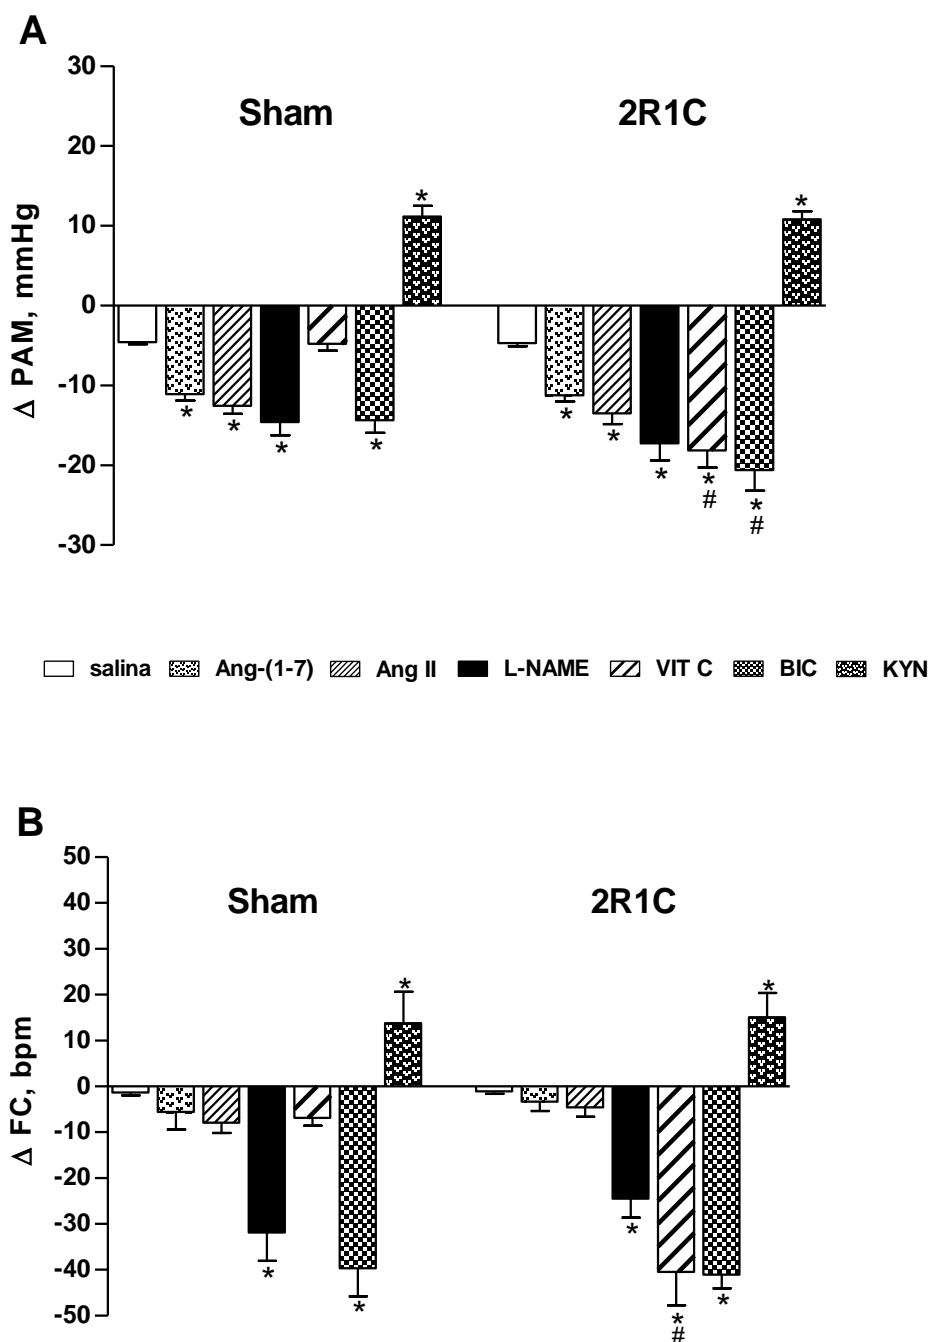 A
30
Sham 2R1C
20
* *
10
0
-10
* * * * * * * * *
# #
-20
-30
Δ PAM, mmHg
salina Ang-(1-7) Ang II L-NAME VIT C BIC KYN
B
50
40
Sham 2R1C
30
20
* *
10
0
-10
-20
-30
-40
* * * * *
#
-50
Δ FC, bpm